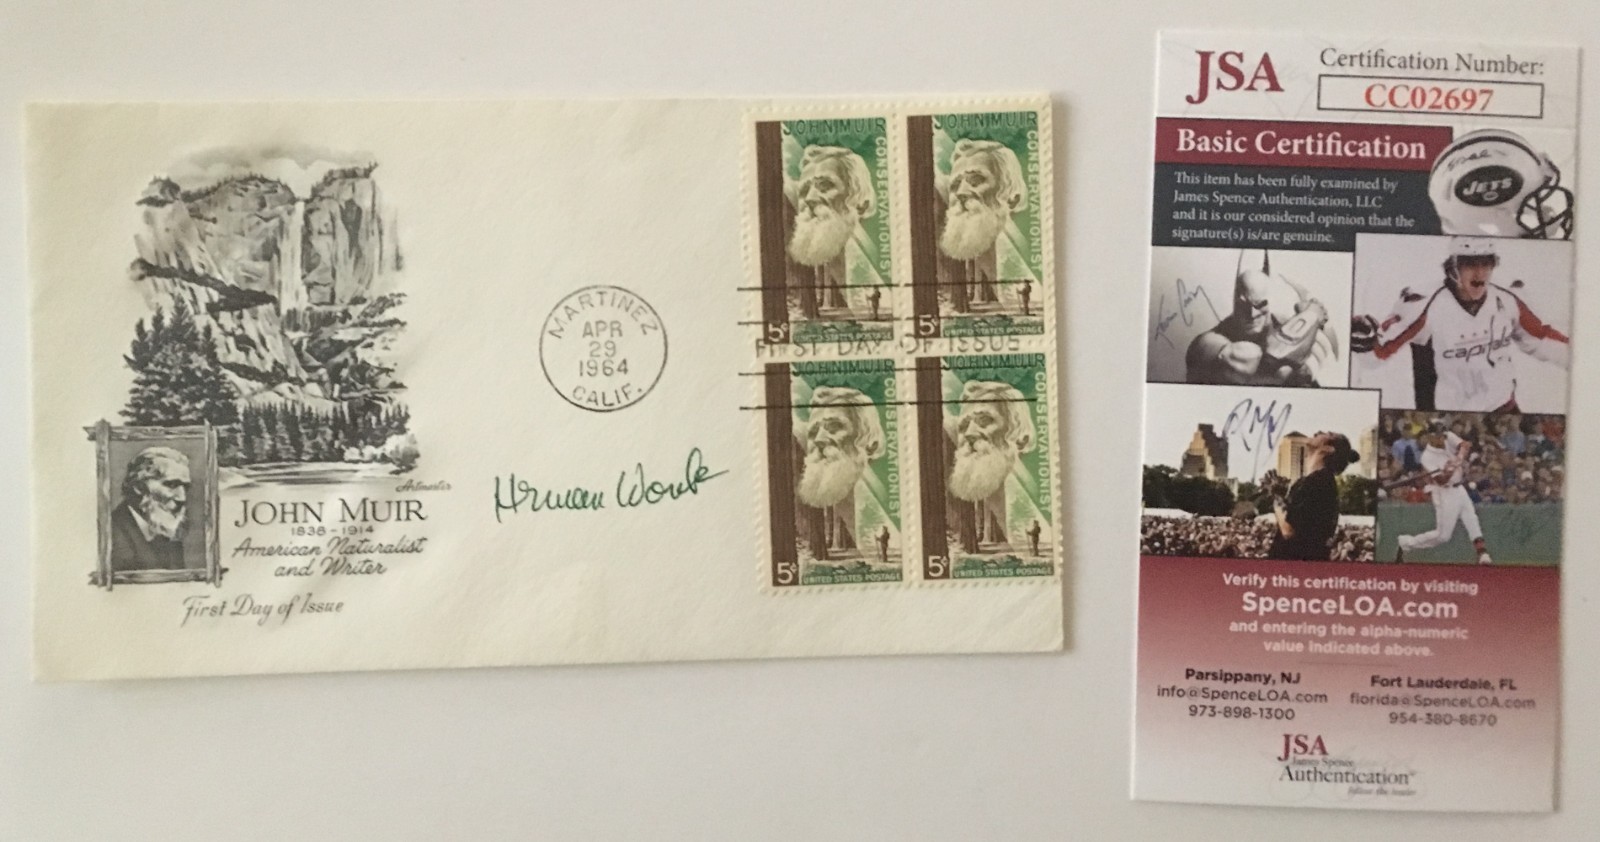 Artmaster
JOHN MUIR
1838-1914
American Naturalist
and Writer
First Day of Issue
MARTINEZ
APR
29
1964
CALIF.
Herman Wouk
JOHN MUIR
CONSERVATIONIST
5¢
UNITED STATES POSTAGE
JOHN MUIR
CONSERVATIONIST
5¢
UNITED STATES POSTAGE
FIRST DAY OF ISSUE
JOHN MUIR
CONSERVATIONIST
5¢
UNITED STATES POSTAGE
JOHN MUIR
CONSERVATIONIST
5¢
UNITED STATES POSTAGE
JSA
Certification Number:
CC02697
Basic Certification
This item has been fully examined by
James Spence Authentication, LLC
and it is our considered opinion that the
signature(s) is/are genuine.
JETS
capitals
Verify this certification by visiting
SpenceLOA.com
and entering the alpha-numeric
value indicated above.
Parsippany, NJ
info@SpenceLOA.com
973-898-1300
Fort Lauderdale, FL
florida@SpenceLOA.com
954-380-8670
JSA
James Spence
Authentication
follow the leader